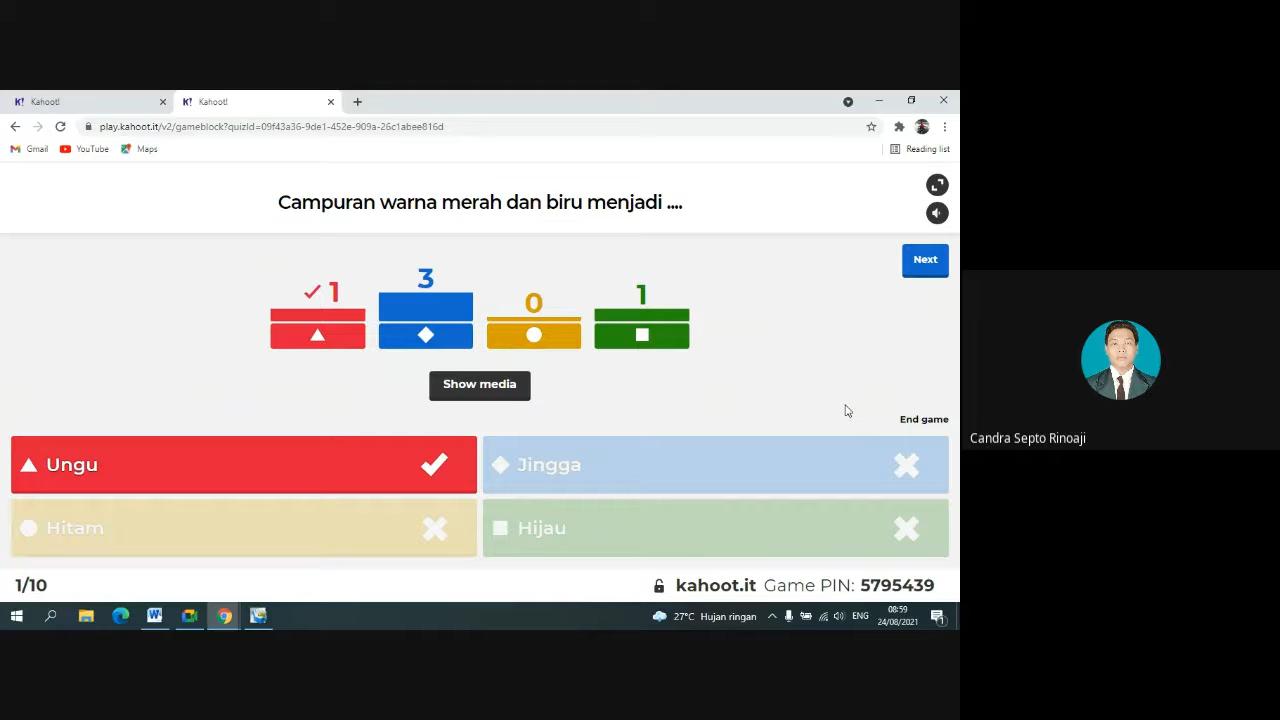 K! Kahoot!
K! Kahoot!
play.kahoot.it/v2/gameblock?quizId=09f43a36-9de1-452e-909a-26c1abee816d
Gmail YouTube Maps Reading list
Campuran warna merah dan biru menjadi ....
Next
1 3 0 1
Show media
End game
Ungu
Jingga
Hitam
Hijau
1/10
kahoot.it Game PIN: 5795439
27°C Hujan ringan ENG 08:59
24/08/2021
1
Candra Septo Rinoaji